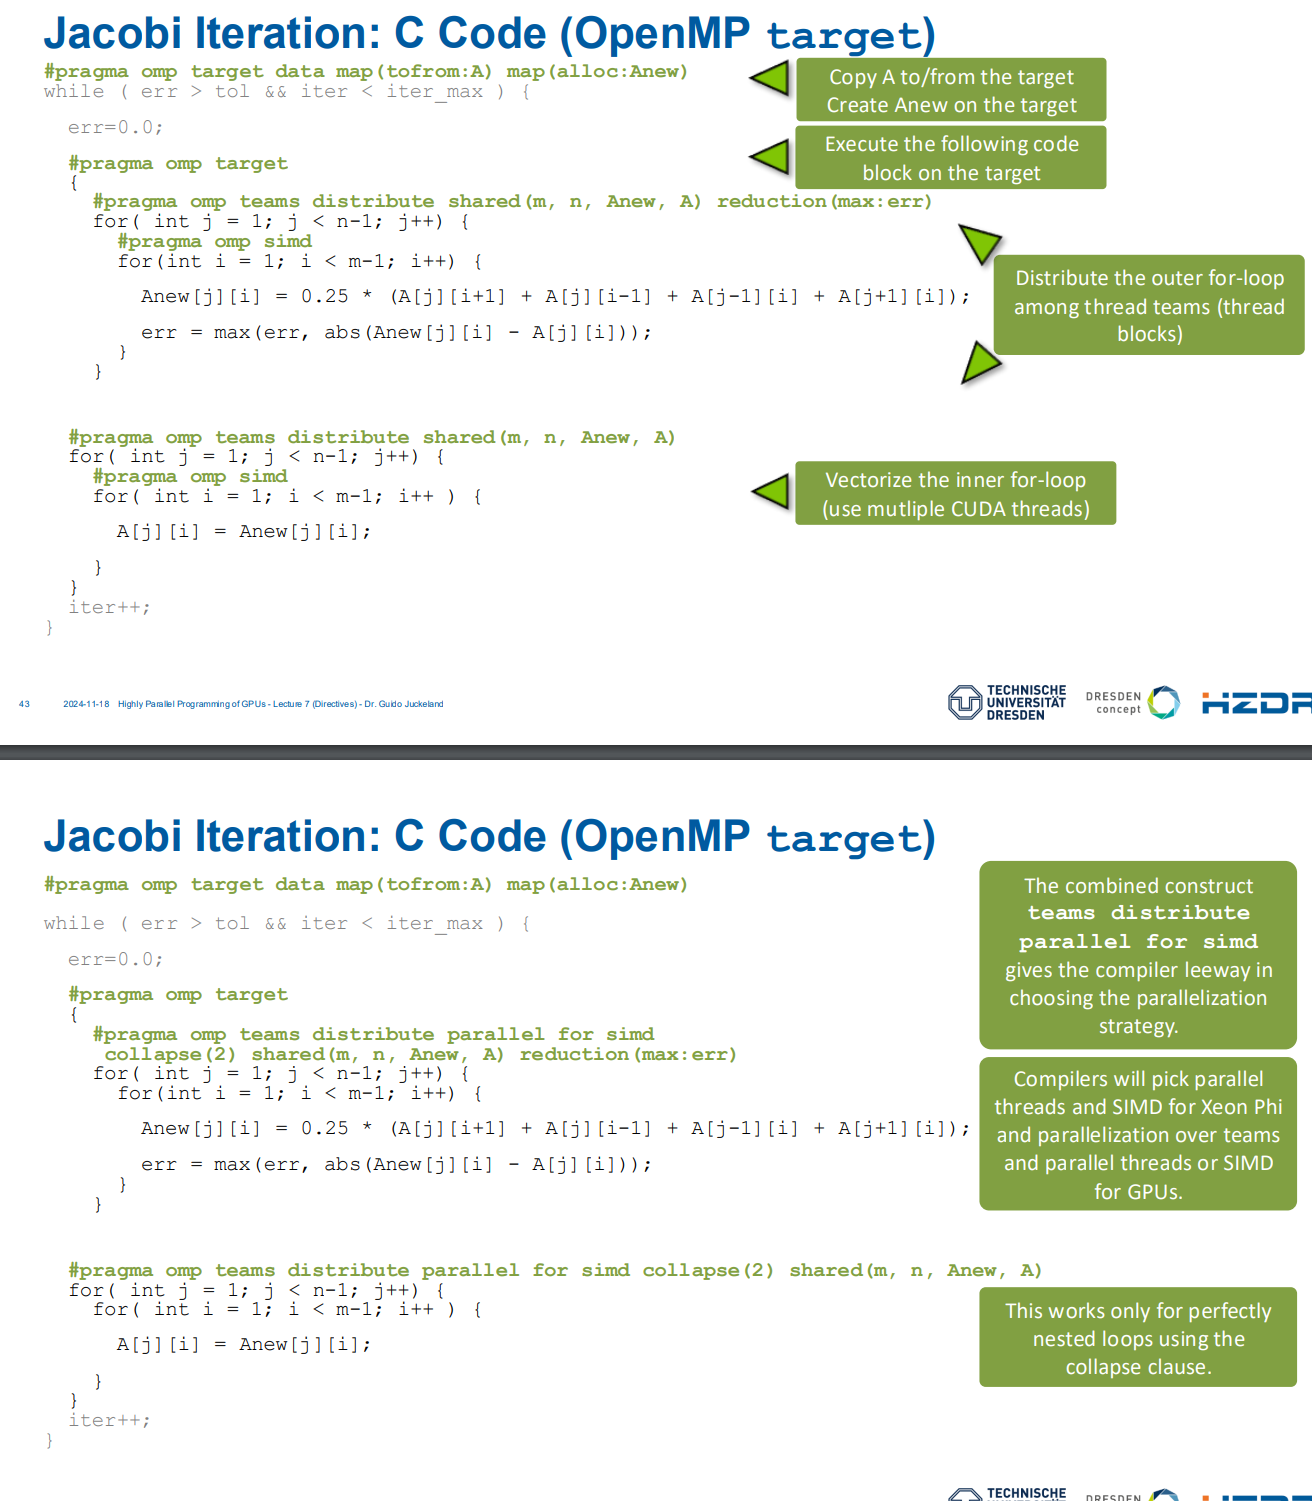 Jacobi Iteration: C Code (OpenMP target)
#pragma omp target data map(tofrom:A) map(alloc:Anew)
while ( err > tol && iter < iter_max ) {
Copy A to/from the target
Create Anew on the target
err=0.0;
#pragma omp target
{
Execute the following code
block on the target
#pragma omp teams distribute shared(m, n, Anew, A) reduction(max:err)
for( int j = 1; j < n-1; j++) {
#pragma omp simd
for(int i = 1; i < m-1; i++) {
Anew[j][i] = 0.25 * (A[j][i+1] + A[j][i-1] + A[j-1][i] + A[j+1][i]);
err = max(err, abs(Anew[j][i] - A[j][i]));
}
}
Distribute the outer for-loop
among thread teams (thread
blocks)
#pragma omp teams distribute shared(m, n, Anew, A)
for( int j = 1; j < n-1; j++) {
#pragma omp simd
for( int i = 1; i < m-1; i++ ) {
A[j][i] = Anew[j][i];
}
}
iter++;
}
Vectorize the inner for-loop
(use mutliple CUDA threads)
43 2024-11-18 Highly Parallel Programming of GPUs - Lecture 7 (Directives) - Dr. Guido Juckeland
TECHNISCHE
UNIVERSITÄT
DRESDEN
DRESDEN
concept
HZDR
Jacobi Iteration: C Code (OpenMP target)
#pragma omp target data map(tofrom:A) map(alloc:Anew)
while ( err > tol && iter < iter_max ) {
err=0.0;
#pragma omp target
{
#pragma omp teams distribute parallel for simd
collapse(2) shared(m, n, Anew, A) reduction(max:err)
for( int j = 1; j < n-1; j++) {
for(int i = 1; i < m-1; i++) {
Anew[j][i] = 0.25 * (A[j][i+1] + A[j][i-1] + A[j-1][i] + A[j+1][i]);
err = max(err, abs(Anew[j][i] - A[j][i]));
}
}
The combined construct
teams distribute
parallel for simd
gives the compiler leeway in
choosing the parallelization
strategy.
Compilers will pick parallel
threads and SIMD for Xeon Phi
and parallelization over teams
and parallel threads or SIMD
for GPUs.
#pragma omp teams distribute parallel for simd collapse(2) shared(m, n, Anew, A)
for( int j = 1; j < n-1; j++) {
for( int i = 1; i < m-1; i++ ) {
A[j][i] = Anew[j][i];
}
}
iter++;
}
This works only for perfectly
nested loops using the
collapse clause.
TECHNISCHE
DRESDEN